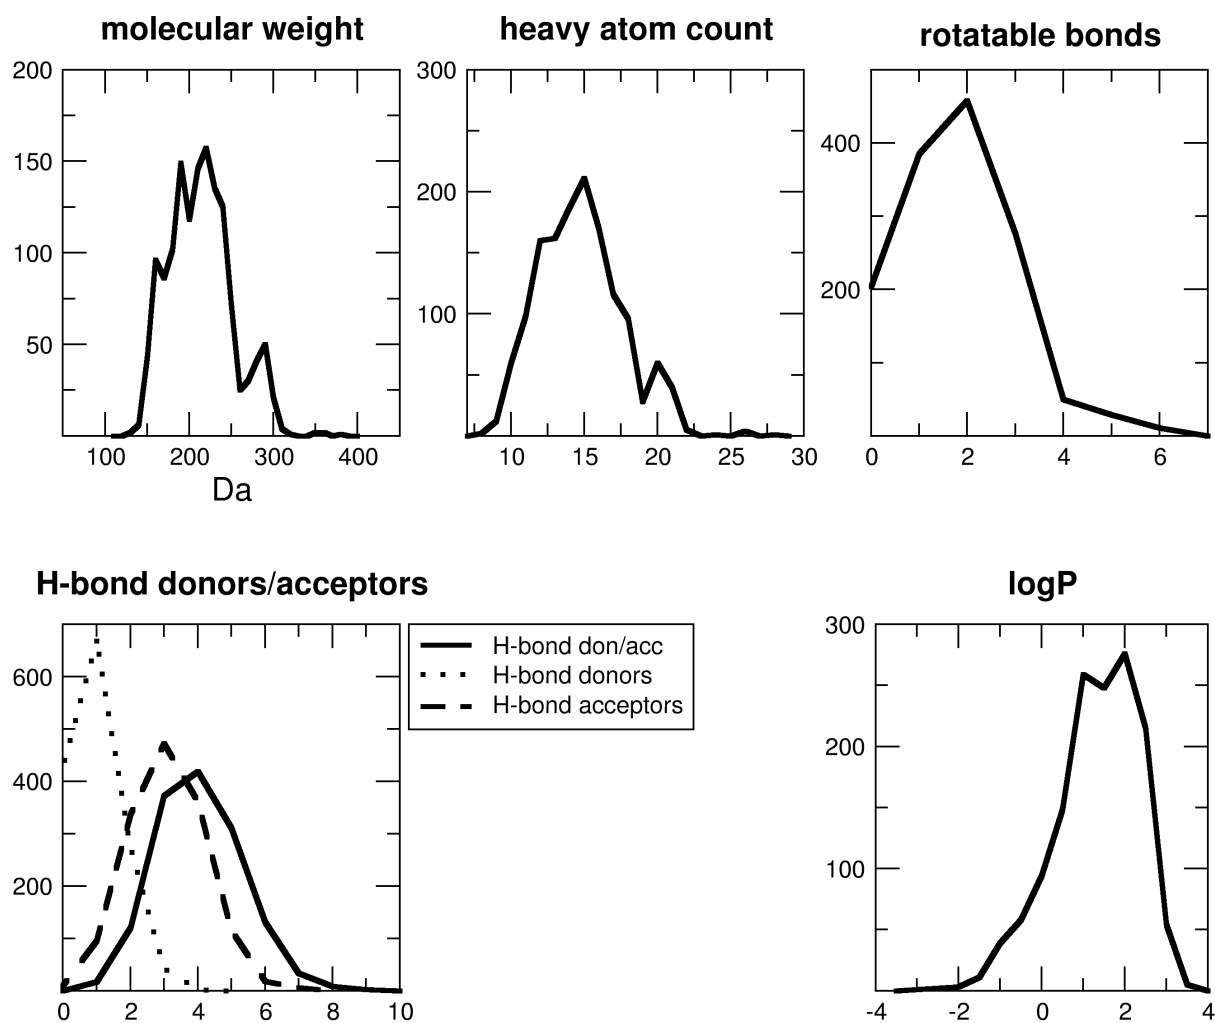 molecular weight
heavy atom count
rotatable bonds
200
150
100
50
100 200 300 400
Da
300
200
100
10 15 20 25 30
400
200
0 2 4 6
H-bond donors/acceptors
logP
600
400
200
0 2 4 6 8 10
H-bond don/acc
H-bond donors
H-bond acceptors
300
200
100
-4 -2 0 2 4